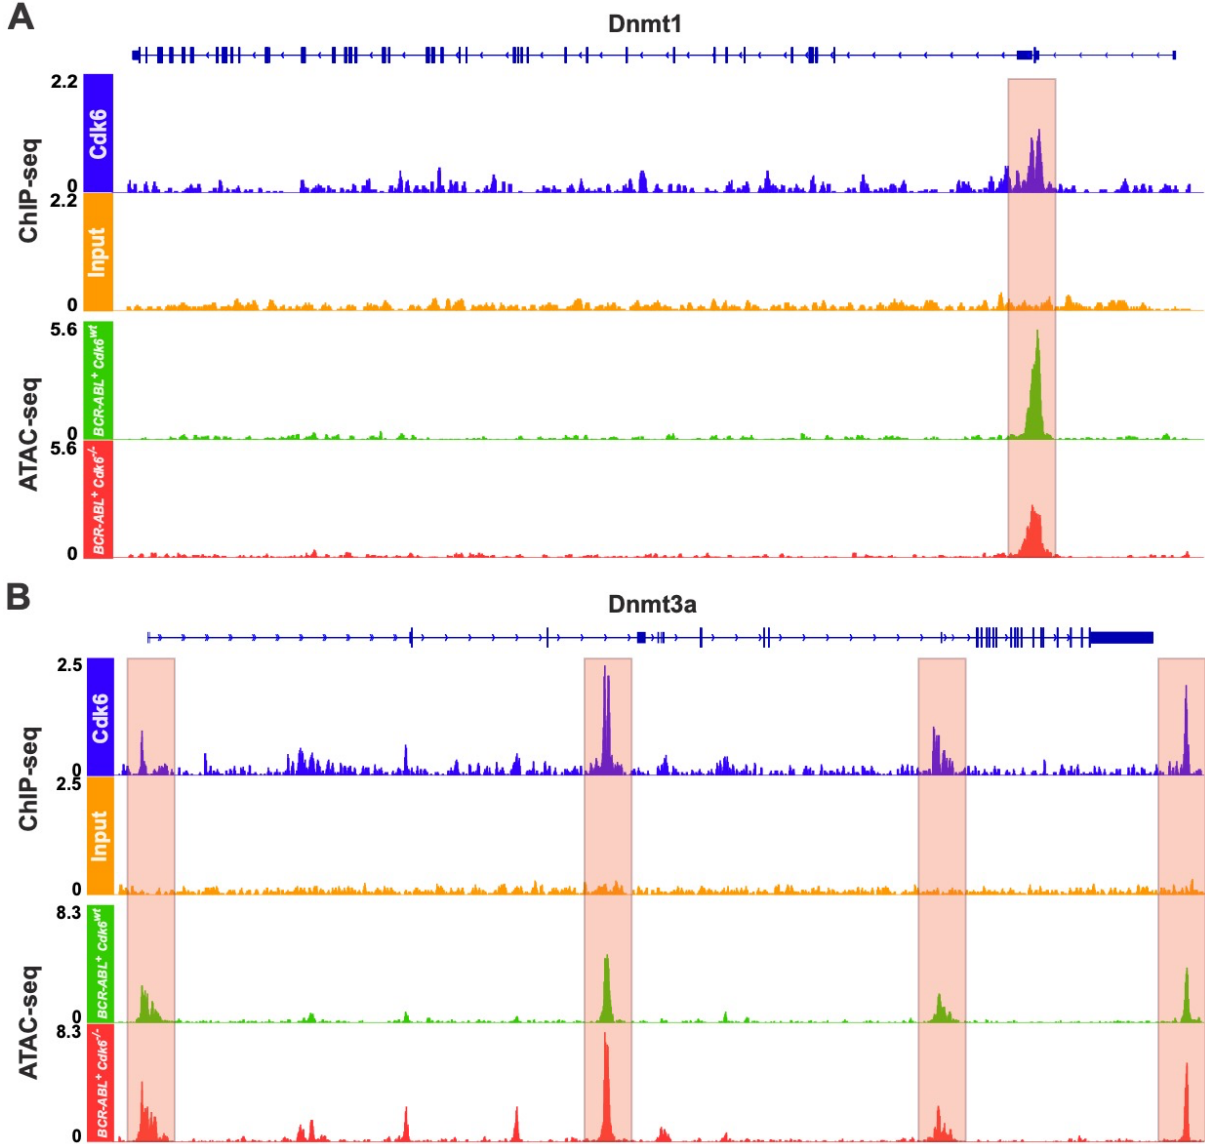 A
Dnmt1
ChIP-seq
2.2
Cdk6
0
2.2
Input
0
ATAC-seq
5.6
BCR-ABL⁺ Cdk6ʷᵗ
0
5.6
BCR-ABL⁺ Cdk6⁻/⁻
0
B
Dnmt3a
ChIP-seq
2.5
Cdk6
0
2.5
Input
0
ATAC-seq
8.3
BCR-ABL⁺ Cdk6ʷᵗ
0
8.3
BCR-ABL⁺ Cdk6⁻/⁻
0